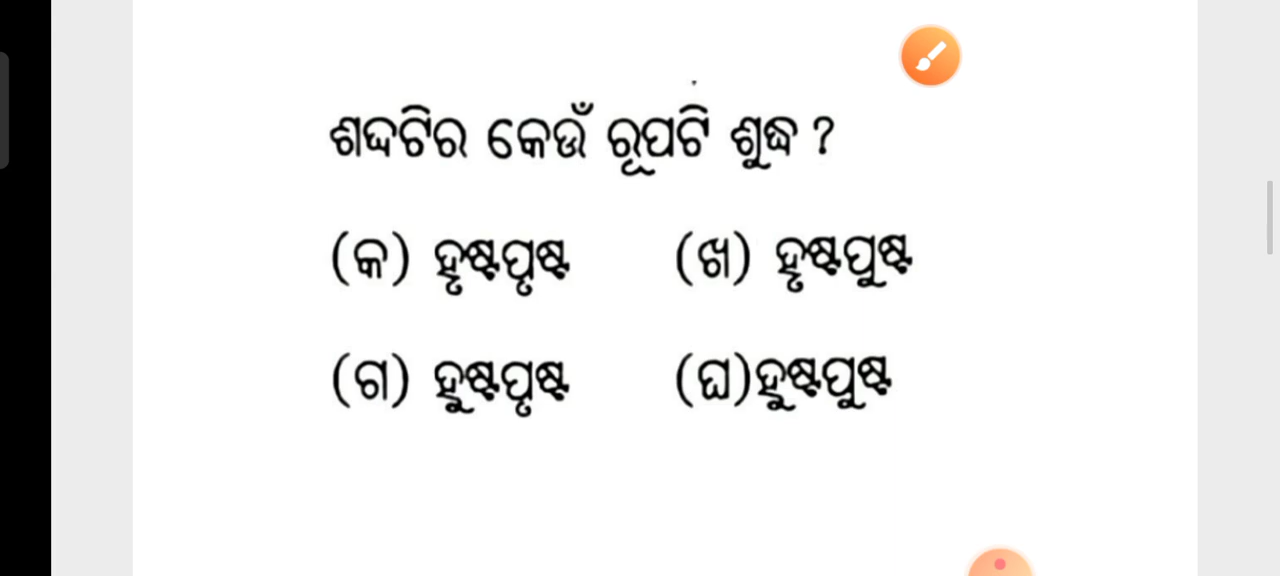 ଶବ୍ଦଟିର କେଉଁ ରୂପଟି ଶୁଦ୍ଧ ?
(କ) ହୃଷ୍ଟପୃଷ୍ଟ (ଖ) ହୃଷ୍ଟପୁଷ୍ଟ
(ଗ) ହୁଷ୍ଟପୃଷ୍ଟ (ଘ)ହୁଷ୍ଟପୁଷ୍ଟ